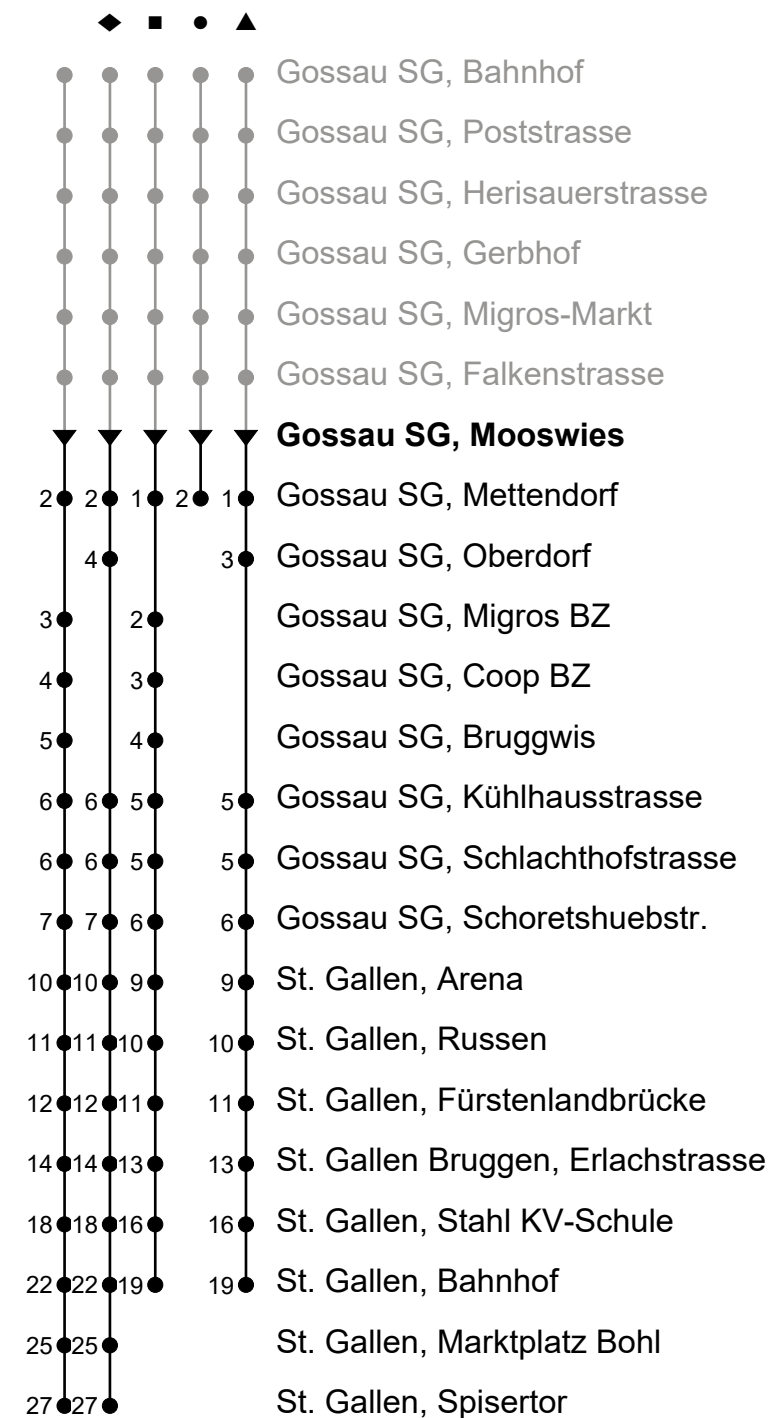 Gossau SG, Bahnhof
Gossau SG, Poststrasse
Gossau SG, Herisauerstrasse
Gossau SG, Gerbhof
Gossau SG, Migros-Markt
Gossau SG, Falkenstrasse
Gossau SG, Mooswies
2 2 1 2 1 Gossau SG, Mettendorf
4 3 Gossau SG, Oberdorf
3 2 Gossau SG, Migros BZ
4 3 Gossau SG, Coop BZ
5 4 Gossau SG, Bruggwis
6 6 5 5 Gossau SG, Kühlhausstrasse
6 6 5 5 Gossau SG, Schlachthofstrasse
7 7 6 6 Gossau SG, Schoretshuebstr.
10 10 9 9 St. Gallen, Arena
11 11 10 10 St. Gallen, Russen
12 12 11 11 St. Gallen, Fürstenlandbrücke
14 14 13 13 St. Gallen Bruggen, Erlachstrasse
18 18 16 16 St. Gallen, Stahl KV-Schule
22 22 19 19 St. Gallen, Bahnhof
25 25 St. Gallen, Marktplatz Bohl
27 27 St. Gallen, Spisertor